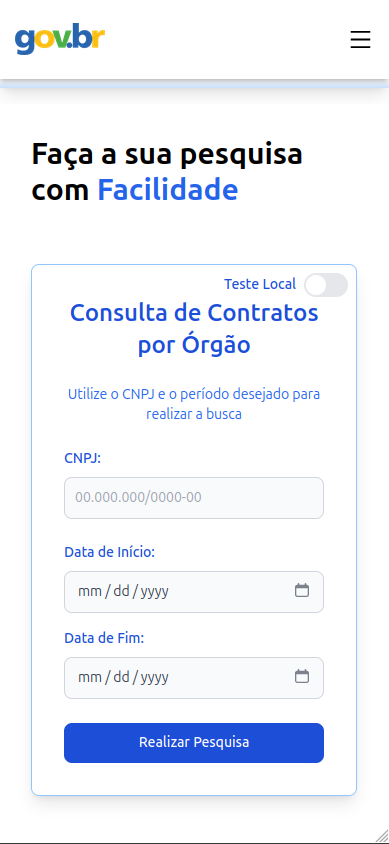 gov.br
Faça a sua pesquisa
com Facilidade
Teste Local
Consulta de Contratos
por Órgão
Utilize o CNPJ e o período desejado para
realizar a busca
CNPJ:
00.000.000/0000-00
Data de Início:
mm / dd / yyyy
Data de Fim:
mm / dd / yyyy
Realizar Pesquisa